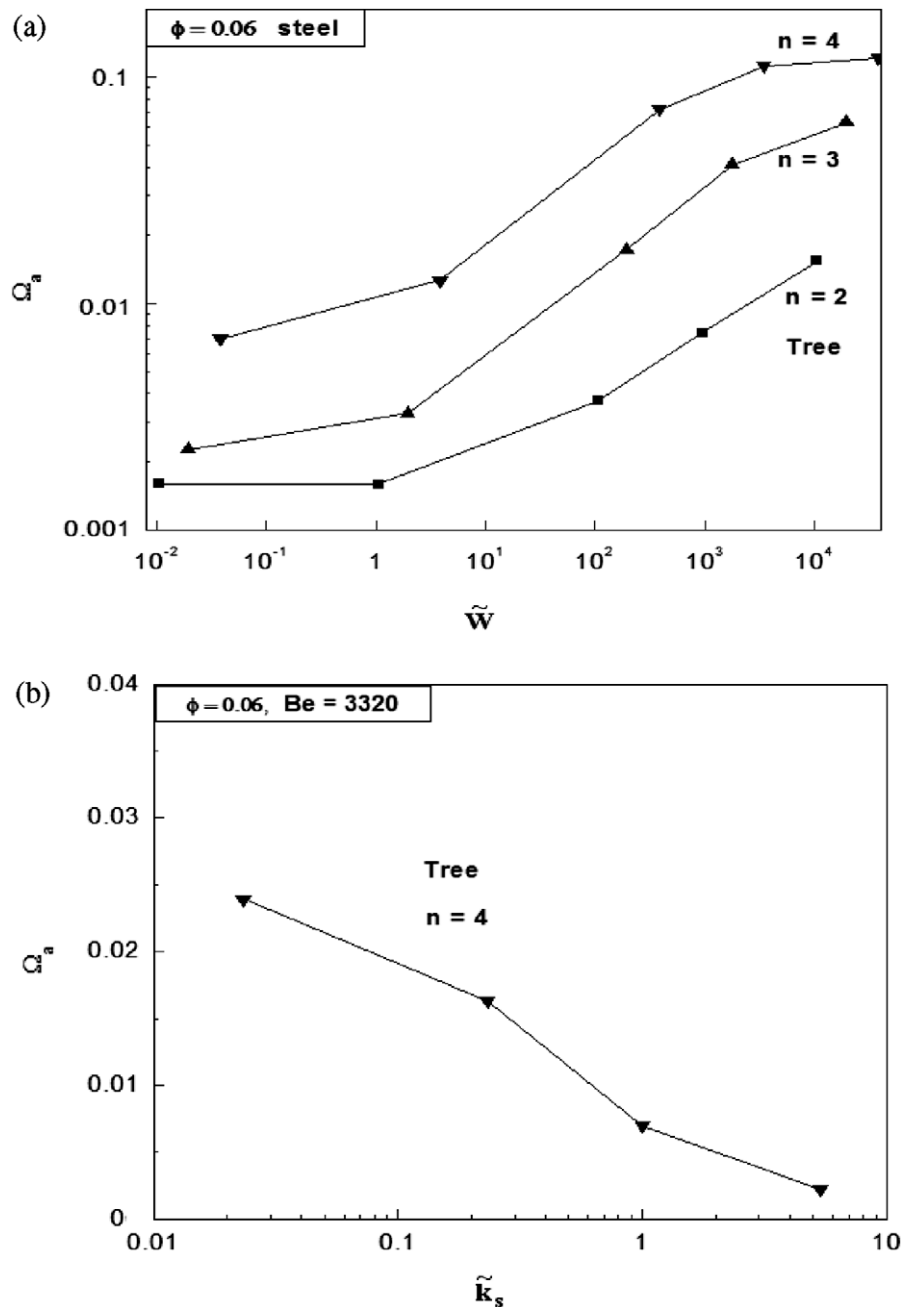 (a)
ϕ = 0.06 steel
n = 4
0.1
n = 3
Ωₐ
0.01
n = 2
Tree
0.001
10⁻² 10⁻¹ 1 10¹ 10² 10³ 10⁴
w̃
(b)
0.04
ϕ = 0.06, Be = 3320
0.03
Tree
n = 4
0.02
Ωₐ
0.01
0
0.01 0.1 1 10
k̃ₛ